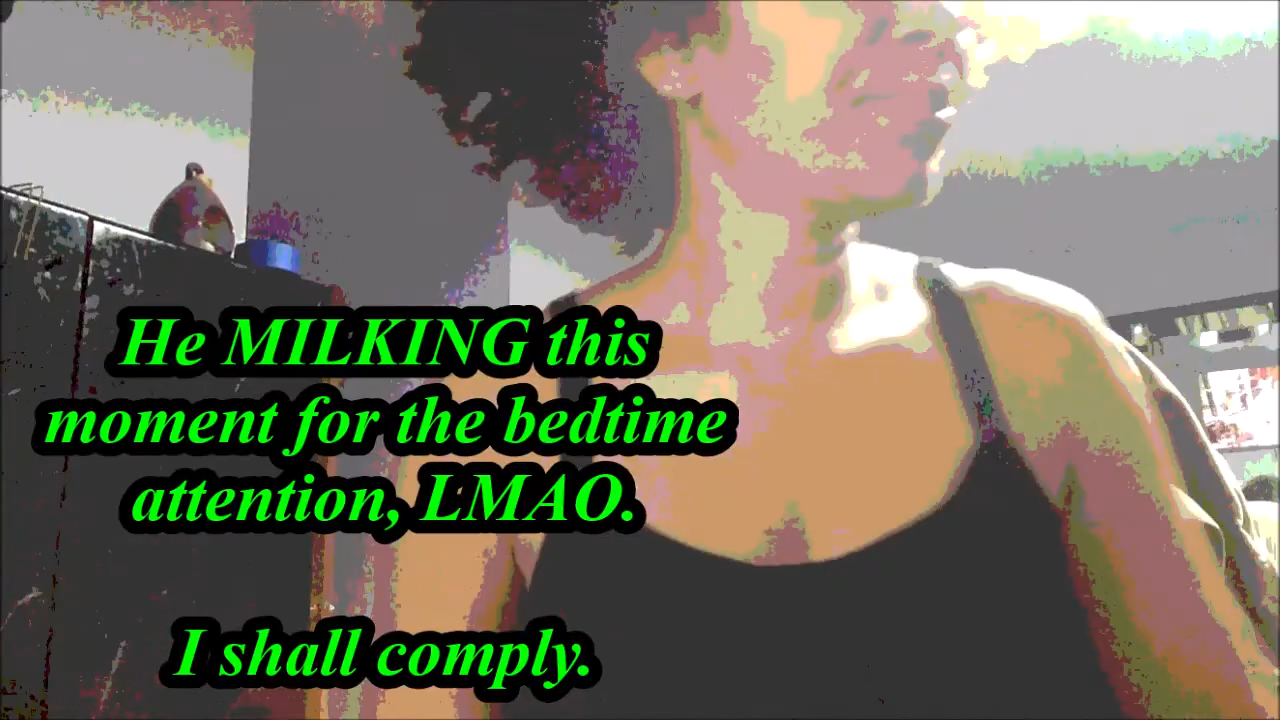 He MILKING this
moment for the bedtime
attention, LMAO.
I shall comply.